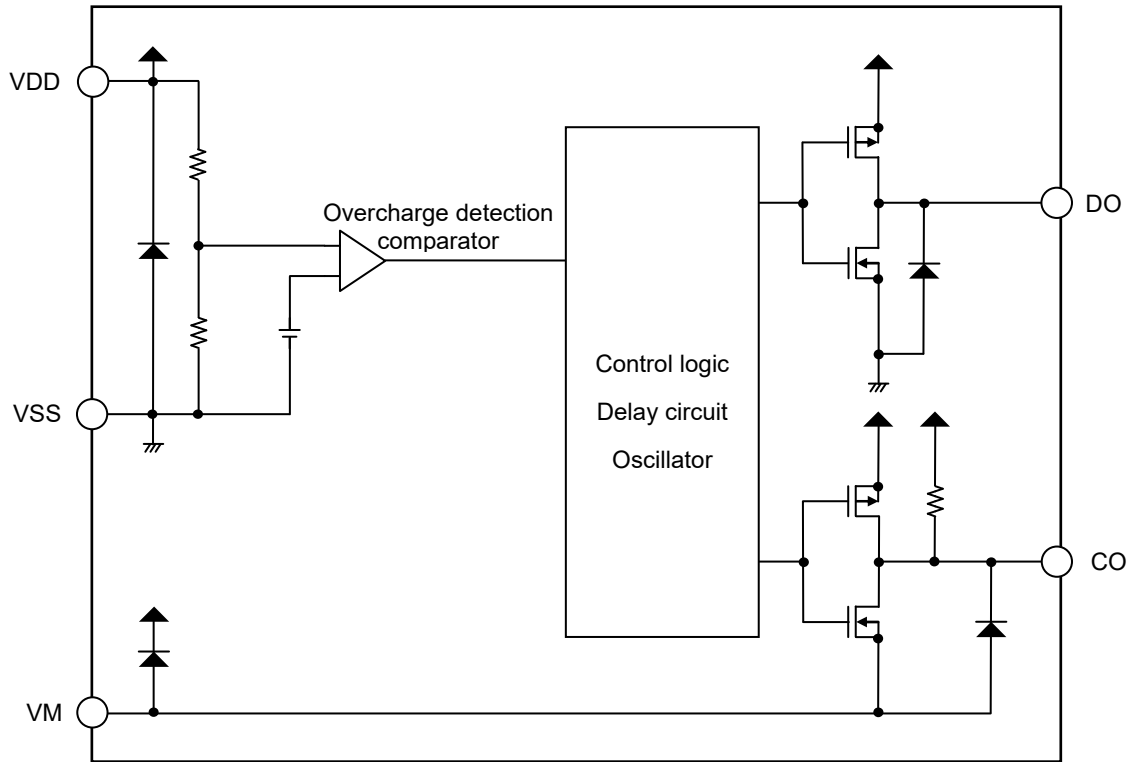 VDD
Overcharge detection
comparator
DO
Control logic
Delay circuit
Oscillator
VSS
CO
VM